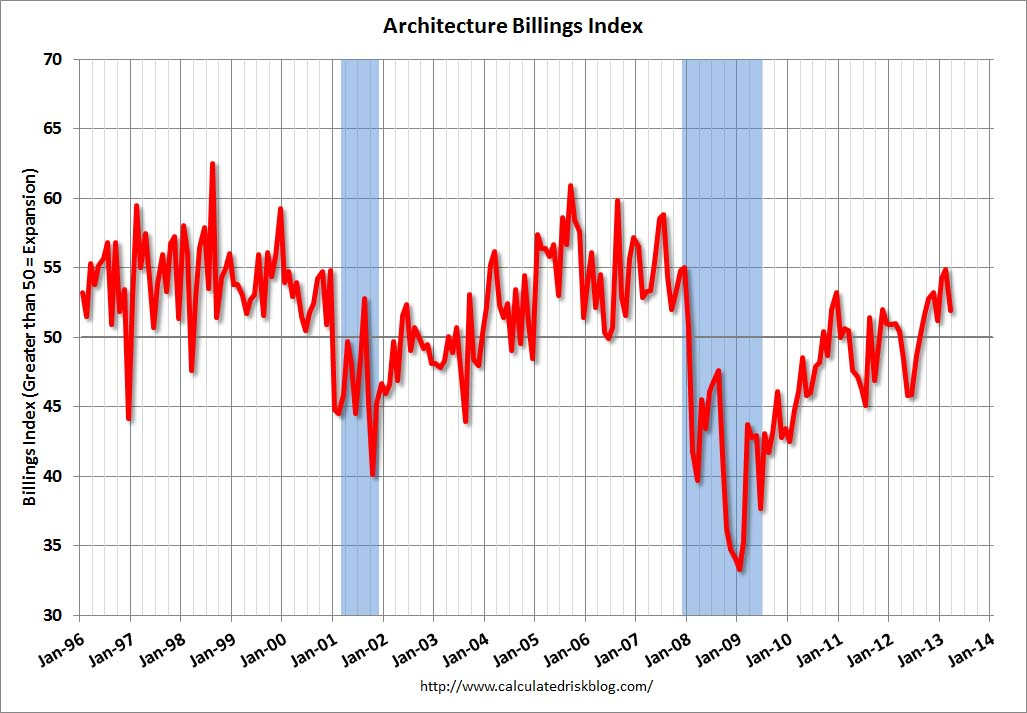 Architecture Billings Index
Billings Index (Greater than 50 = Expansion)
70
65
60
55
50
45
40
35
30
Jan-96
Jan-97
Jan-98
Jan-99
Jan-00
Jan-01
Jan-02
Jan-03
Jan-04
Jan-05
Jan-06
Jan-07
Jan-08
Jan-09
Jan-10
Jan-11
Jan-12
Jan-13
Jan-14
http://www.calculatedriskblog.com/